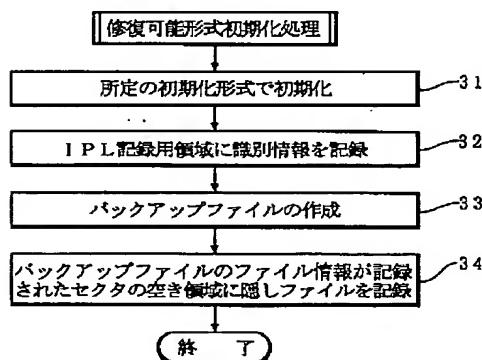 修復可能形式初期化処理
所定の初期化形式で初期化
31
IPL記録用領域に識別情報を記録
32
バックアップファイルの作成
33
バックアップファイルのファイル情報が記録
されたセクタの空き領域に隠しファイルを記録
34
終 了